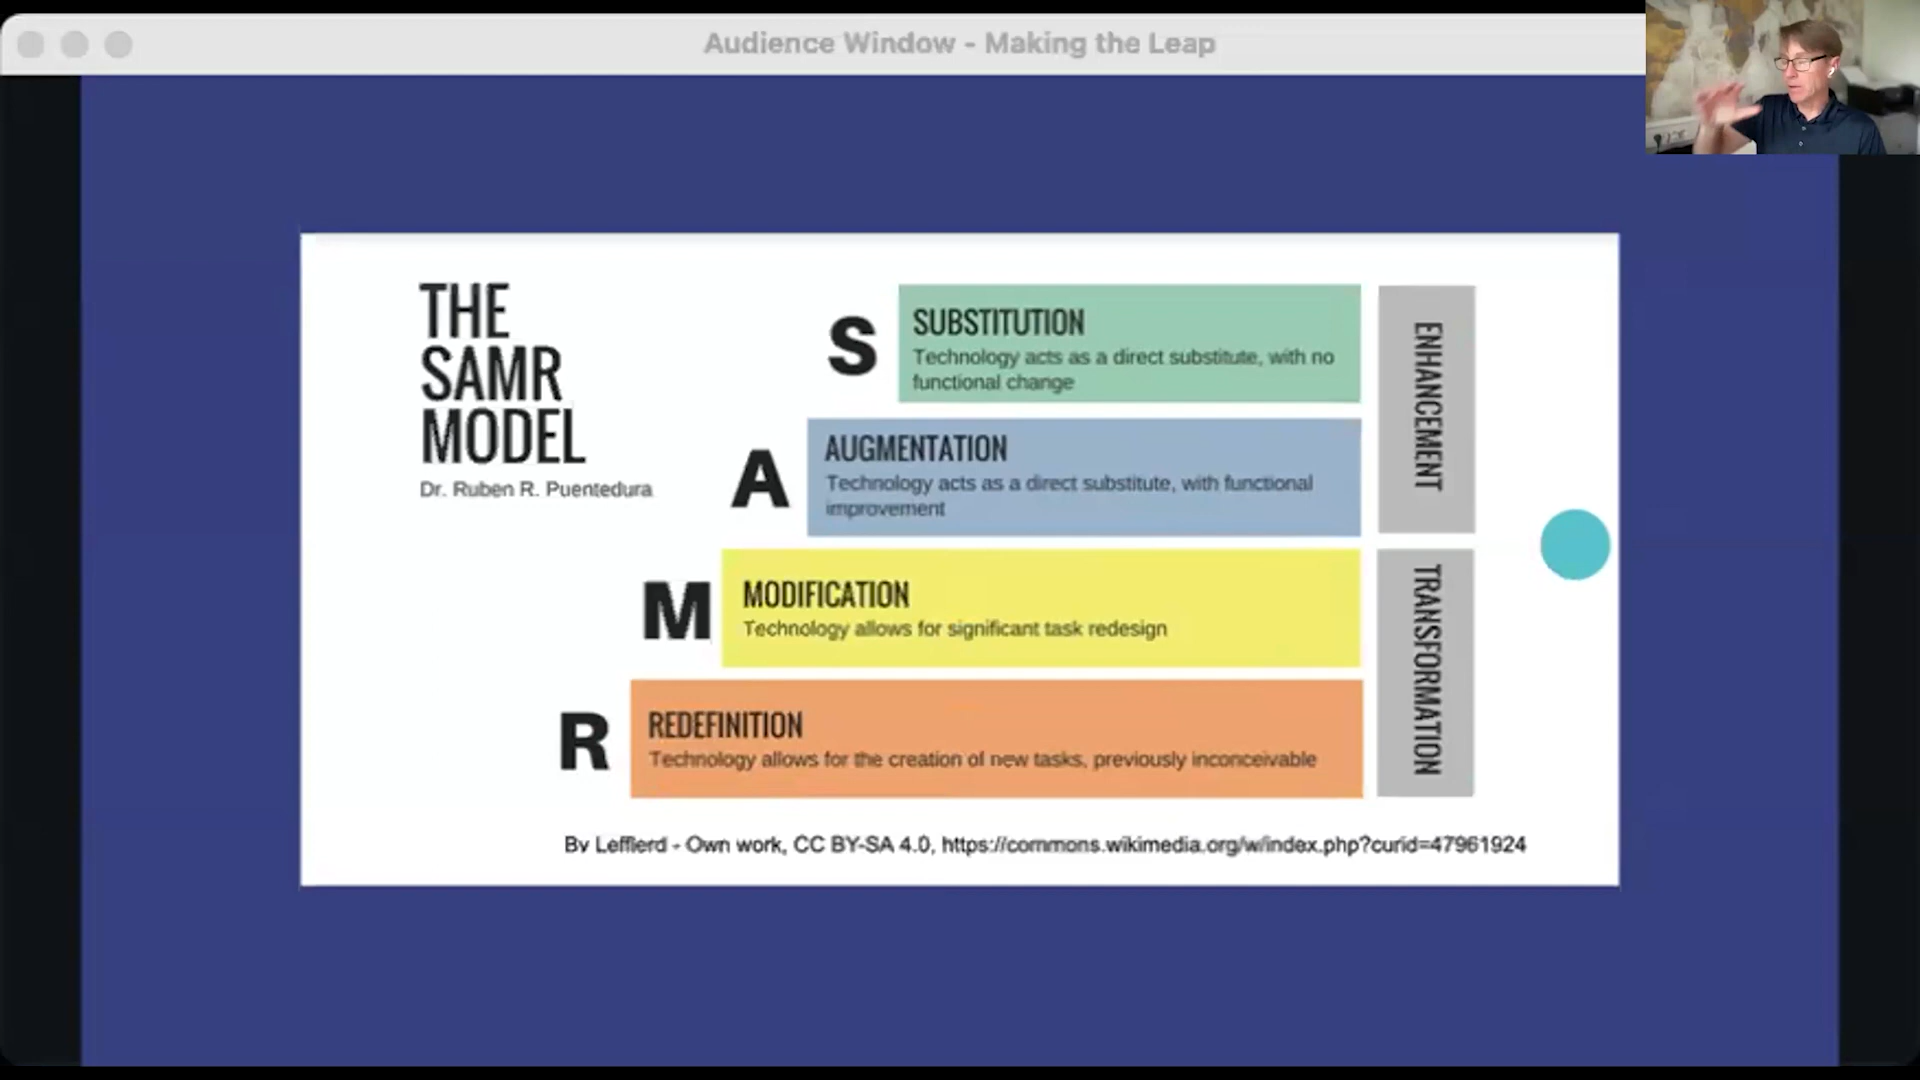 Audience Window - Making the Leap
THE
SAMR
MODEL
Dr. Ruben R. Puentedura
S
SUBSTITUTION
Technology acts as a direct substitute, with no
functional change
A
AUGMENTATION
Technology acts as a direct substitute, with functional
improvement
M
MODIFICATION
Technology allows for significant task redesign
R
REDEFINITION
Technology allows for the creation of new tasks, previously inconceivable
ENHANCEMENT
TRANSFORMATION
By Lefflerd - Own work, CC BY-SA 4.0, https://commons.wikimedia.org/w/index.php?curid=47961924